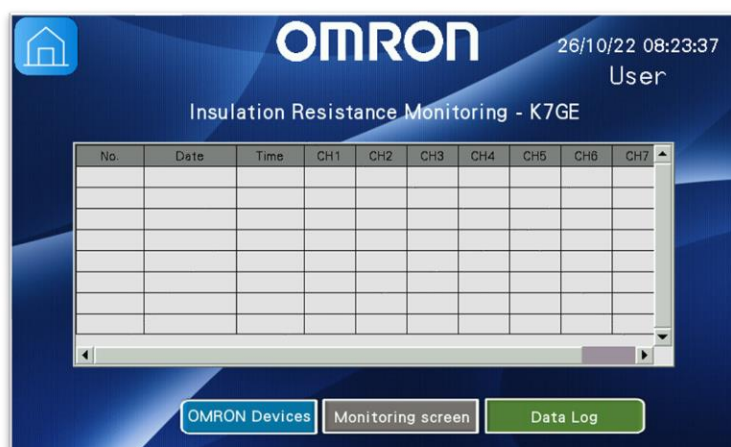 OMRON
26/10/22 08:23:37
User
Insulation Resistance Monitoring - K7GE
No. Date Time CH1 CH2 CH3 CH4 CH5 CH6 CH7
OMRON Devices Monitoring screen Data Log